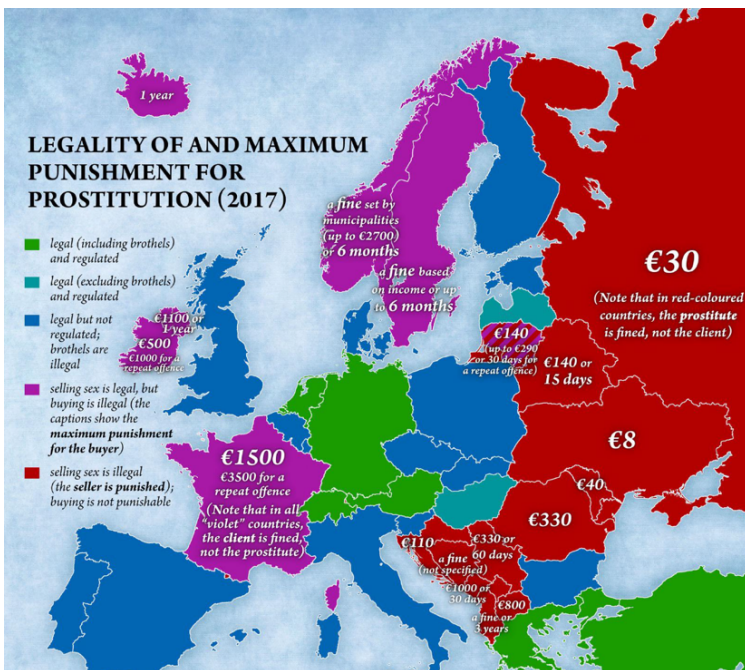 1 year
LEGALITY OF AND MAXIMUM
PUNISHMENT FOR
PROSTITUTION (2017)
legal (including brothels)
and regulated
legal (excluding brothels)
and regulated
legal but not
regulated;
brothels are
illegal
selling sex is legal, but
buying is illegal (the
captions show the
maximum punishment
for the buyer)
selling sex is illegal
(the seller is punished);
buying is not punishable
a fine set by
municipalities
(up to €2700)
or 6 months
a fine based
on income or up
to 6 months
€30
(Note that in red-coloured
countries, the prostitute
is fined, not the client)
€1100 or
1 year
€500
€1000 for a
repeat offence
€140
(up to €290
or 30 days for
a repeat offence)
€140 or
15 days
€8
€1500
€3500 for a
repeat offence
(Note that in all
"violet" countries,
the client is fined,
not the prostitute)
€40
€330
€110
€330 or
60 days
a fine
(not specified)
€1000 or
30 days
€800
a fine or
3 years